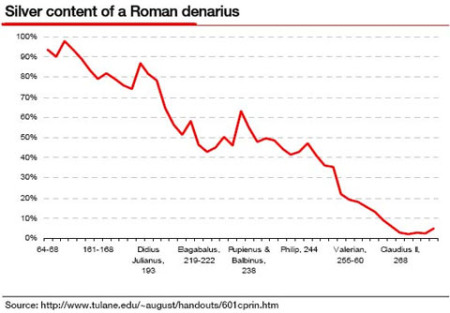 Silver content of a Roman denarius
100%
90%
80%
70%
60%
50%
40%
30%
20%
10%
0%
64-68
161-168
Didius
Julianus,
193
Elagabalus,
219-222
Pupienus &
Balbinus,
238
Philip, 244
Valerian,
256-60
Claudius II,
268
Source: http://www.tulane.edu/~august/handouts/601cprin.htm